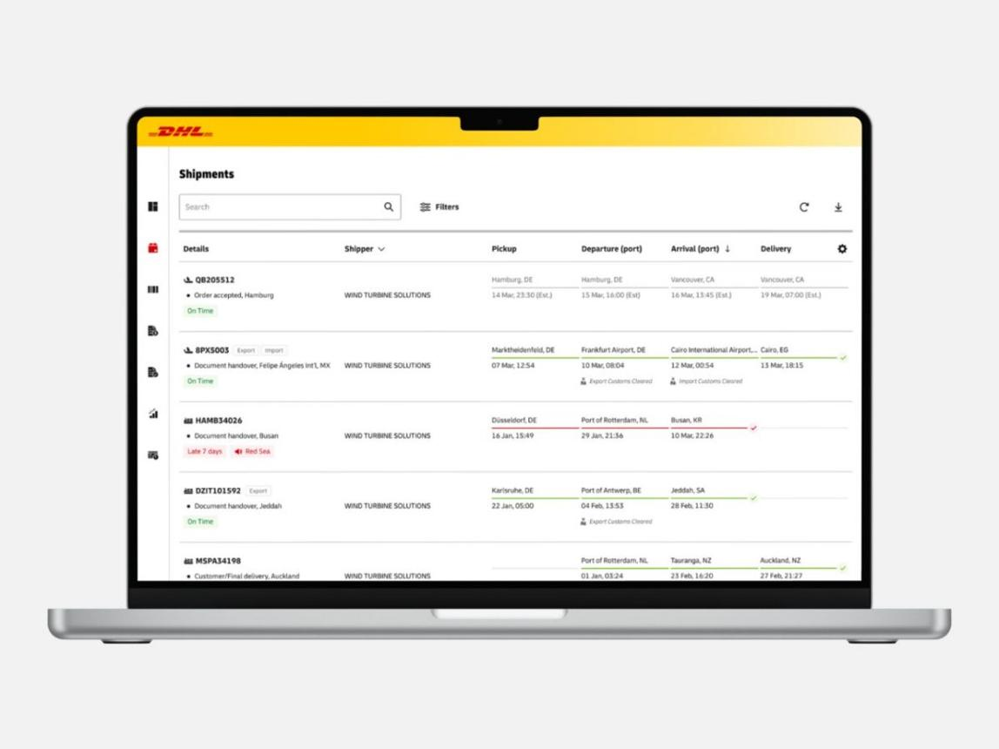 DHL
Shipments
Search
Filters
Details Shipper Pickup Departure (port) Arrival (port) Delivery
QB205512 Hamburg, DE Hamburg, DE Vancouver, CA Vancouver, CA
Order accepted, Hamburg WIND TURBINE SOLUTIONS 14 Mar, 23:30 (Est.) 15 Mar, 16:00 (Est) 16 Mar, 13:45 (Est.) 19 Mar, 07:00 (Est.)
On Time
8PX5003 Export Import Marktheidenfeld, DE Frankfurt Airport, DE Cairo International Airport,... Cairo, EG
Document handover, Felipe Ángeles Int'l, MX WIND TURBINE SOLUTIONS 07 Mar, 12:54 10 Mar, 08:04 12 Mar, 00:54 13 Mar, 18:15
On Time Export Customs Cleared Import Customs Cleared
HAMB34026 Düsseldorf, DE Port of Rotterdam, NL Busan, KR
Document handover, Busan WIND TURBINE SOLUTIONS 16 Jan, 15:49 29 Jan, 21:36 10 Mar, 22:26
Late 7 days Red Sea
DZIT101592 Export Karlsruhe, DE Port of Antwerp, BE Jeddah, SA
Document handover, Jeddah WIND TURBINE SOLUTIONS 22 Jan, 05:00 04 Feb, 13:53 28 Feb, 11:30
On Time Export Customs Cleared
MSPA34198 Port of Rotterdam, NL Tauranga, NZ Auckland, NZ
Customer/Final delivery, Auckland WIND TURBINE SOLUTIONS 01 Jan, 03:24 23 Feb, 16:20 27 Feb, 21:27